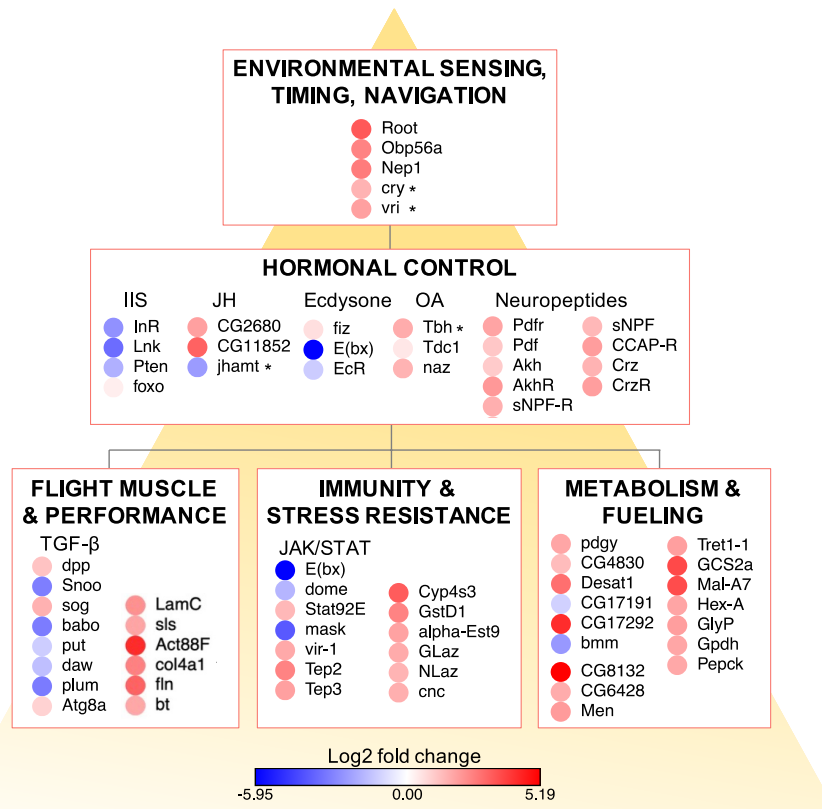 ENVIRONMENTAL SENSING,
TIMING, NAVIGATION
Root
Obp56a
Nep1
cry *
vri *
HORMONAL CONTROL
IIS
InR
Lnk
Pten
foxo
JH
CG2680
CG11852
jhamt *
Ecdysone
fiz
E(bx)
EcR
OA
Tbh *
Tdc1
naz
Neuropeptides
Pdfr
Pdf
Akh
AkhR
sNPF-R
sNPF
CCAP-R
Crz
CrzR
FLIGHT MUSCLE
& PERFORMANCE
TGF-β
dpp
Snoo
sog
babo
put
daw
plum
Atg8a
LamC
sls
Act88F
col4a1
fln
bt
IMMUNITY &
STRESS RESISTANCE
JAK/STAT
E(bx)
dome
Stat92E
mask
vir-1
Tep2
Tep3
Cyp4s3
GstD1
alpha-Est9
GLaz
NLaz
cnc
METABOLISM &
FUELING
pdgy
CG4830
Desat1
CG17191
CG17292
bmm
CG8132
CG6428
Men
Tret1-1
GCS2a
Mal-A7
Hex-A
GlyP
Gpdh
Pepck
Log2 fold change
-5.95 0.00 5.19